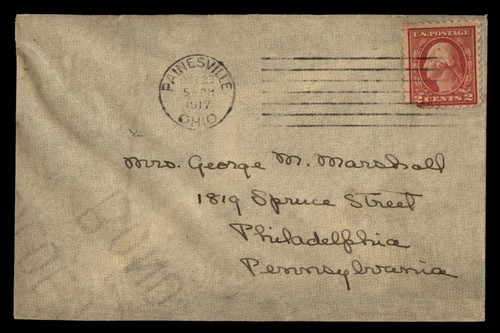 PAINESVILLE
1917
OHIO
U.S. POSTAGE
2 CENTS 2
Mrs. George M. Marshall
1819 Spruce Street
Philadelphia
Pennsylvania